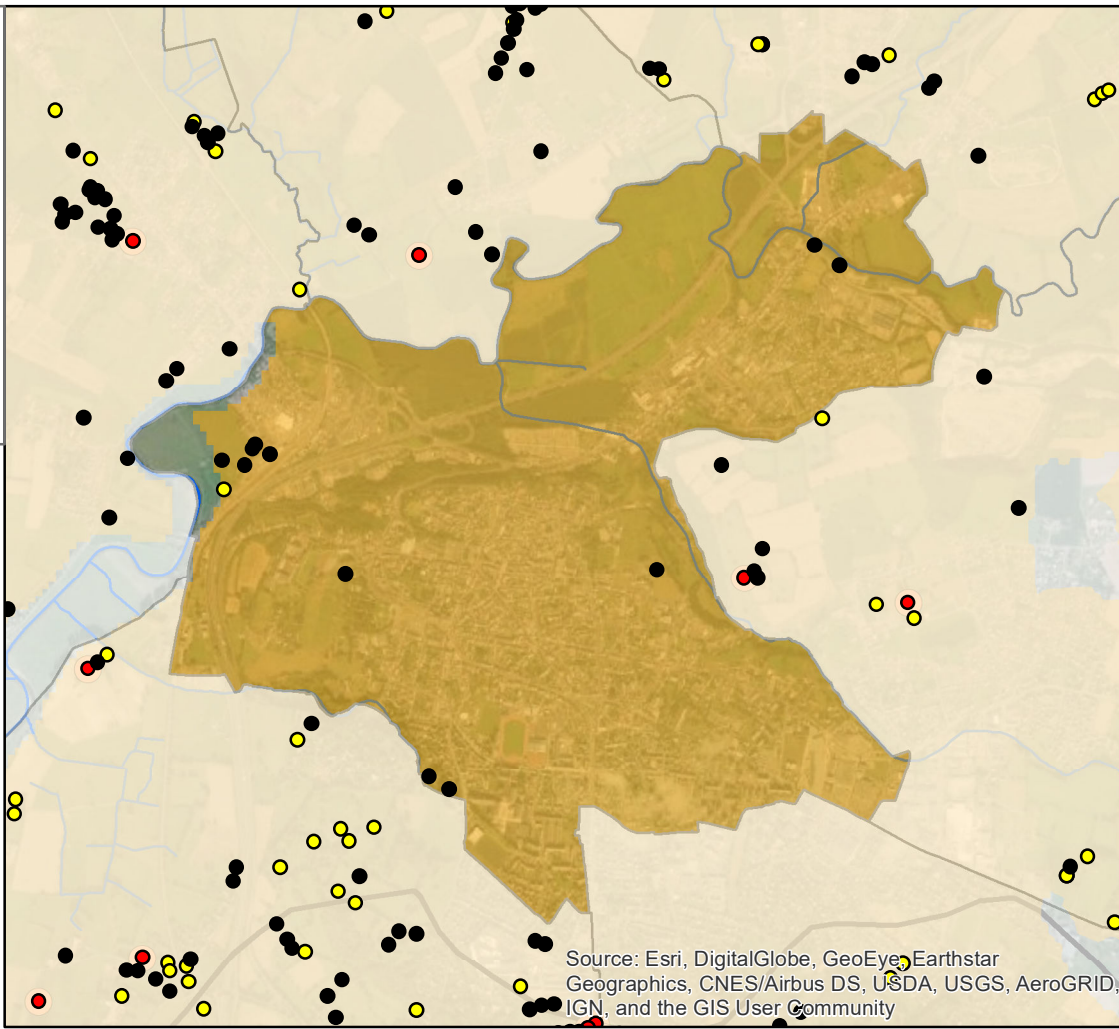 Source: Esri, DigitalGlobe, GeoEye, Earthstar
Geographics, CNES/Airbus DS, USDA, USGS, AeroGRID,
IGN, and the GIS User Community